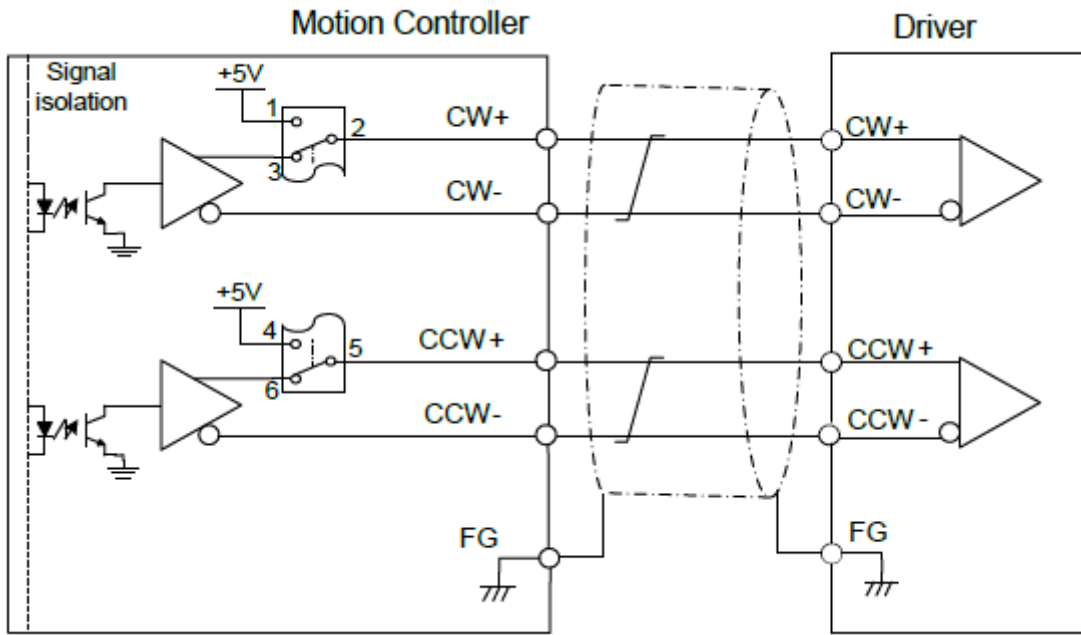 Motion Controller
Driver
Signal
isolation
+5V
1
2
3
CW+
CW-
CW+
CW-
+5V
4
5
6
CCW+
CCW-
CCW+
CCW-
FG
FG